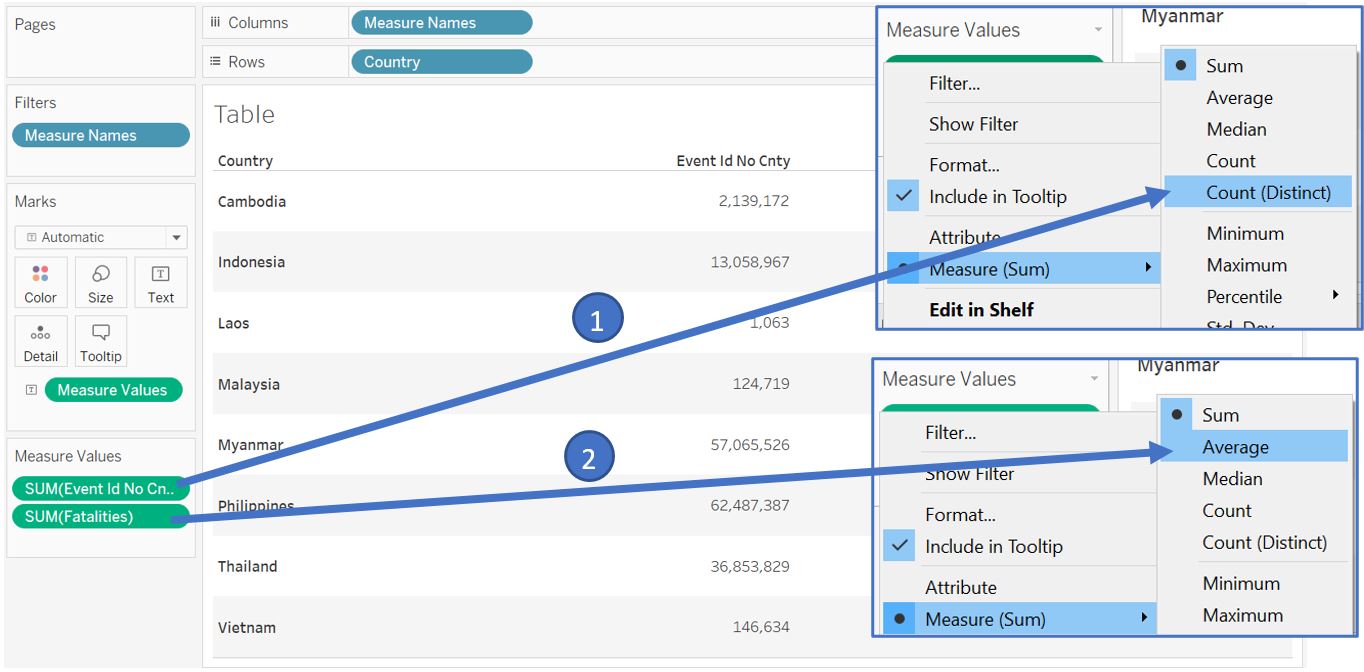 Pages
Columns Measure Names
Rows Country
Filters
Measure Names
Marks
Automatic
Color Size Text
Detail Tooltip
Measure Values
Measure Values
SUM(Event Id No Cn..
SUM(Fatalities)
Table
Country Event Id No Cnty
Cambodia 2,139,172
Indonesia 13,058,967
Laos 1,063
Malaysia 124,719
Myanmar 57,065,526
Philippines 62,487,387
Thailand 36,853,829
Vietnam 146,634
1
2
Measure Values
Myanmar
Filter...
Show Filter
Format...
Include in Tooltip
Attribute
Measure (Sum)
Edit in Shelf
Sum
Average
Median
Count
Count (Distinct)
Minimum
Maximum
Percentile
Std. Dev
Measure Values
Myanmar
Filter...
Show Filter
Format...
Include in Tooltip
Attribute
Measure (Sum)
Sum
Average
Median
Count
Count (Distinct)
Minimum
Maximum